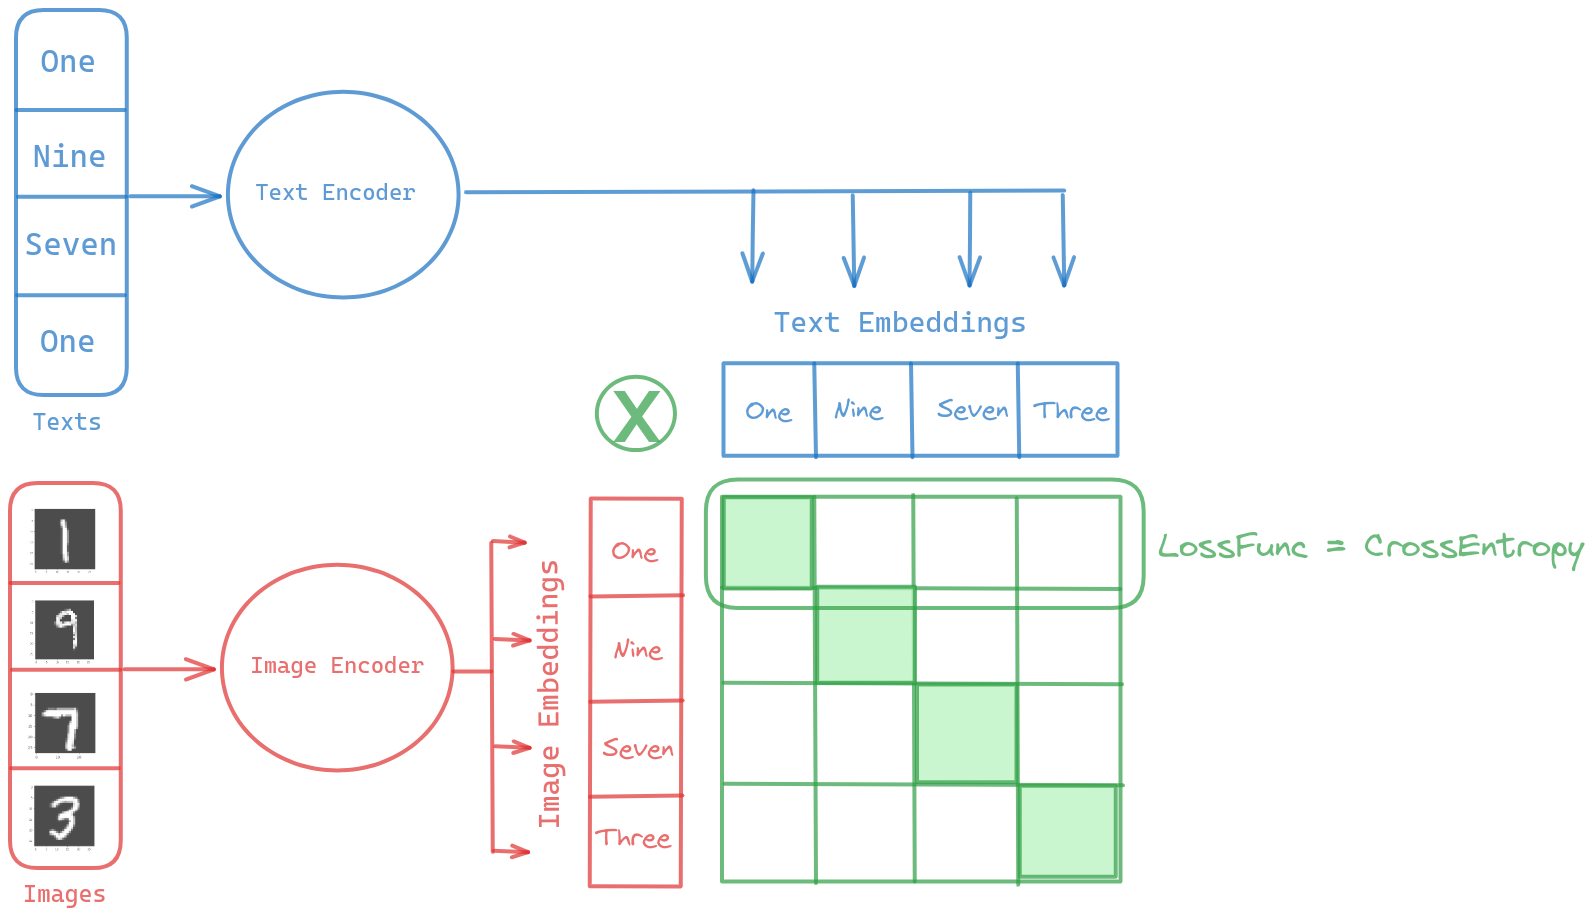 One
Nine
Seven
One
Texts
Text Encoder
Text Embeddings
X
One Nine Seven Three
1
9
7
3
Images
Image Encoder
Image Embeddings
One
Nine
Seven
Three
LossFunc = CrossEntropy